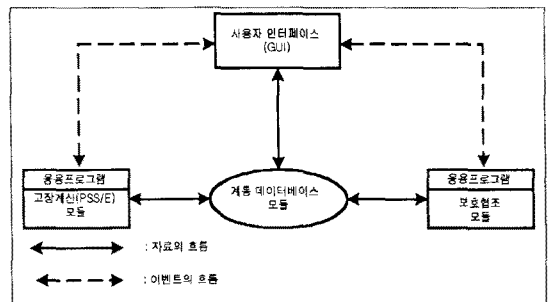 사용자 인터페이스
(GUI)
응용프로그램
고장계산(PSS/E)
모듈
계통 데이터베이스
모듈
응용프로그램
보호협조
모듈
: 자료의 흐름
: 이벤트의 흐름